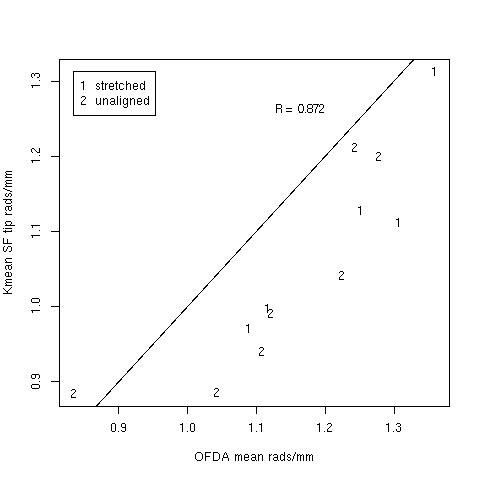 1 stretched
2 unaligned
R = 0.872
1
2
2
1
1
2
1
2
1
2
2
2
Kmean SF tip rads/mm
0.9 1.0 1.1 1.2 1.3
0.9 1.0 1.1 1.2 1.3
OFDA mean rads/mm